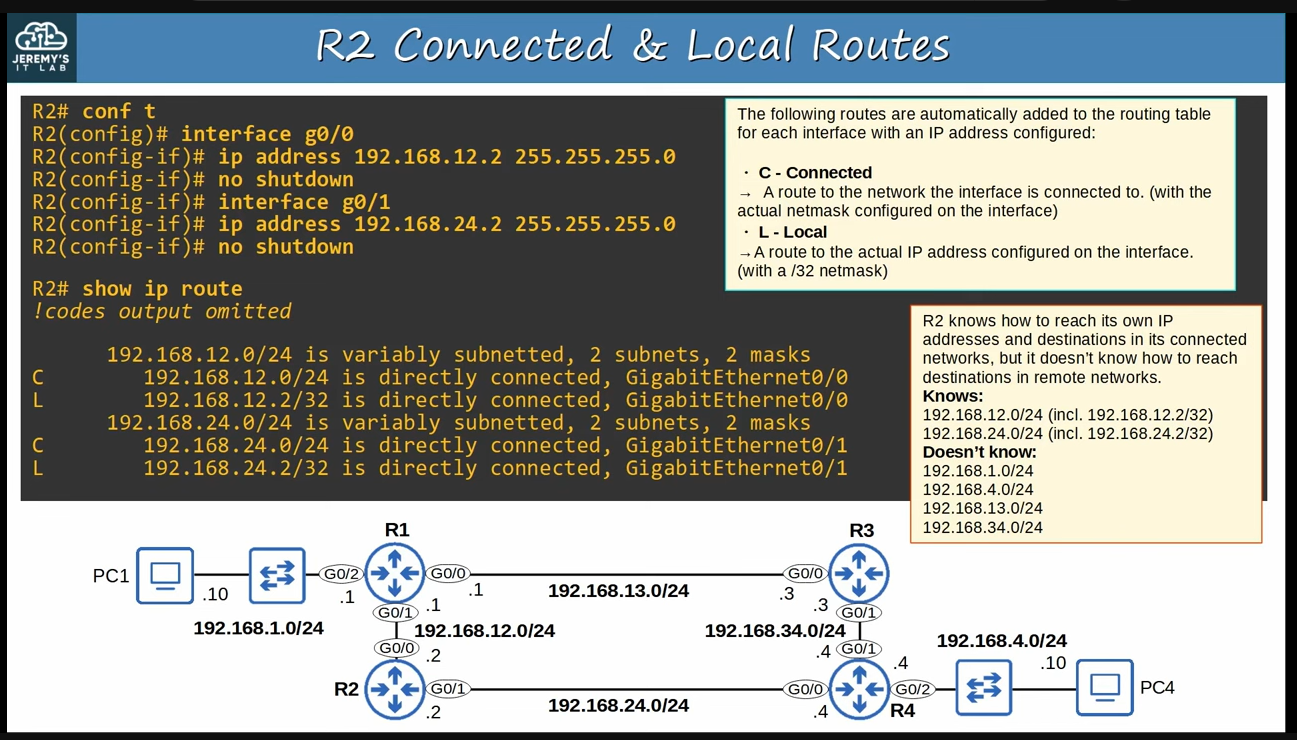 JEREMY'S
IT LAB
R2 Connected & Local Routes
R2# conf t
R2(config)# interface g0/0
R2(config-if)# ip address 192.168.12.2 255.255.255.0
R2(config-if)# no shutdown
R2(config-if)# interface g0/1
R2(config-if)# ip address 192.168.24.2 255.255.255.0
R2(config-if)# no shutdown
R2# show ip route
!codes output omitted
192.168.12.0/24 is variably subnetted, 2 subnets, 2 masks
C 192.168.12.0/24 is directly connected, GigabitEthernet0/0
L 192.168.12.2/32 is directly connected, GigabitEthernet0/0
192.168.24.0/24 is variably subnetted, 2 subnets, 2 masks
C 192.168.24.0/24 is directly connected, GigabitEthernet0/1
L 192.168.24.2/32 is directly connected, GigabitEthernet0/1
The following routes are automatically added to the routing table
for each interface with an IP address configured:
· C - Connected
→ A route to the network the interface is connected to. (with the
actual netmask configured on the interface)
· L - Local
→A route to the actual IP address configured on the interface.
(with a /32 netmask)
R2 knows how to reach its own IP
addresses and destinations in its connected
networks, but it doesn't know how to reach
destinations in remote networks.
Knows:
192.168.12.0/24 (incl. 192.168.12.2/32)
192.168.24.0/24 (incl. 192.168.24.2/32)
Doesn't know:
192.168.1.0/24
192.168.4.0/24
192.168.13.0/24
192.168.34.0/24
R1
R3
PC1
G0/2
G0/0
G0/0
.10
.1
.1
192.168.13.0/24
.3
G0/1
.1
.3
G0/1
192.168.1.0/24
192.168.12.0/24
192.168.34.0/24
192.168.4.0/24
G0/0
.2
.4
G0/1
.4
.10
R2
G0/1
G0/0
G0/2
PC4
.2
192.168.24.0/24
.4
R4